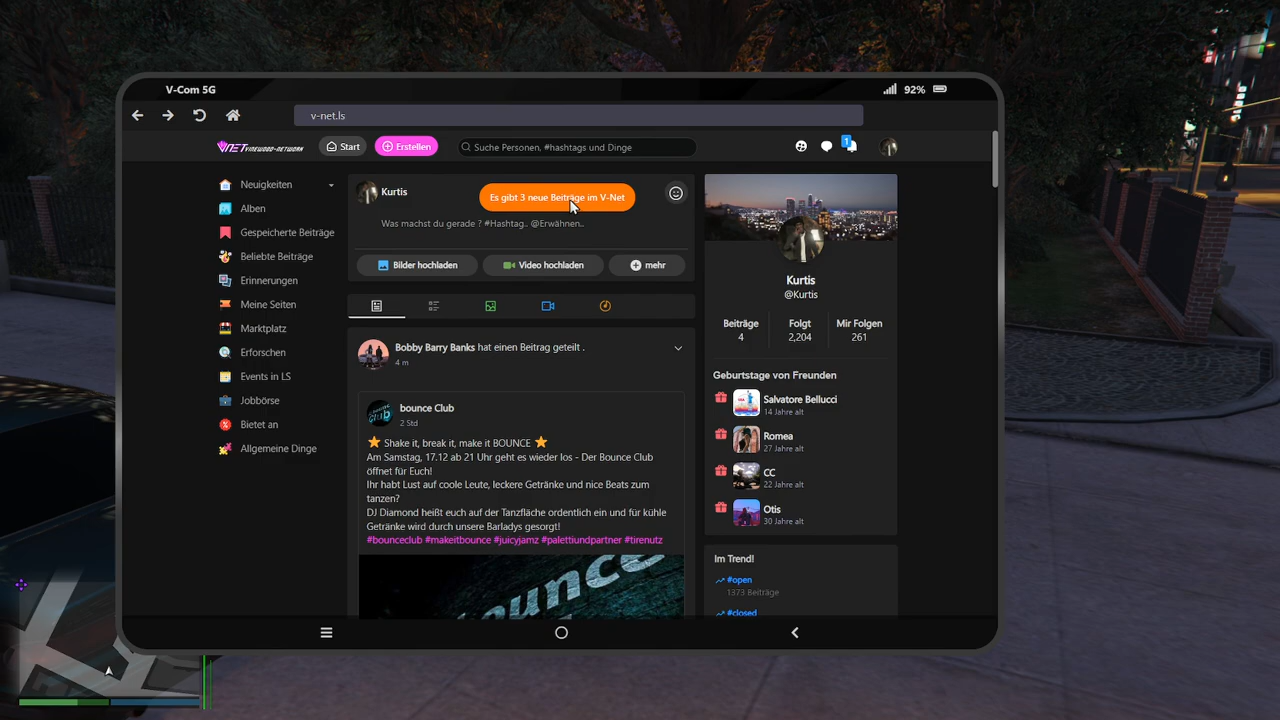 V-Com 5G
92%
v-net.ls
VNET VINEWOOD-NETWORK
Start
Erstellen
Suche Personen, #hashtags und Dinge
1
Neuigkeiten
Alben
Gespeicherte Beiträge
Beliebte Beiträge
Erinnerungen
Meine Seiten
Marktplatz
Erforschen
Events in LS
Jobbörse
Bietet an
Allgemeine Dinge
Kurtis
Es gibt 3 neue Beiträge im V-Net
Was machst du gerade ? #Hashtag.. @Erwähnen..
Bilder hochladen
Video hochladen
mehr
Bobby Barry Banks hat einen Beitrag geteilt .
4 m
bounce Club
2 Std
Shake it, break it, make it BOUNCE
Am Samstag, 17.12 ab 21 Uhr geht es wieder los - Der Bounce Club
öffnet für Euch!
Ihr habt Lust auf coole Leute, leckere Getränke und nice Beats zum
tanzen?
DJ Diamond heißt euch auf der Tanzfläche ordentlich ein und für kühle
Getränke wird durch unsere Barladys gesorgt!
#bounceclub #makeitbounce #juicyjamz #palettiundpartner #tirenutz
ounce
Kurtis
@Kurtis
Beiträge
4
Folgt
2,204
Mir Folgen
261
Geburtstage von Freunden
Salvatore Bellucci
14 Jahre alt
Romea
27 Jahre alt
CC
22 Jahre alt
Otis
30 Jahre alt
Im Trend!
#open
1373 Beiträge
#closed